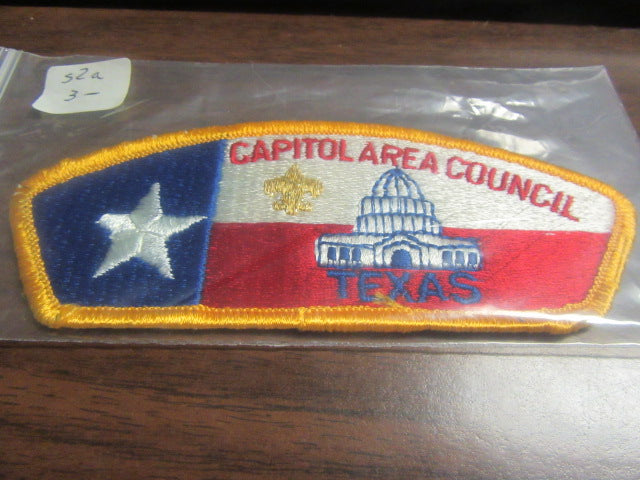 s2a
3-
CAPITOL AREA COUNCIL
TEXAS